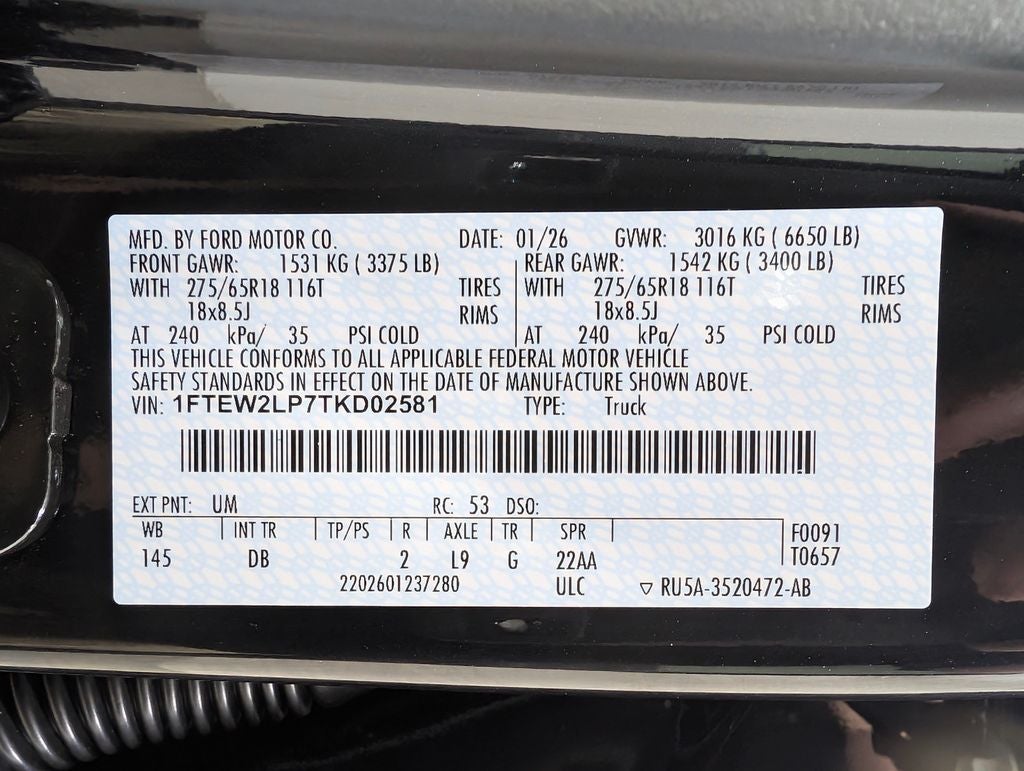 MFD. BY FORD MOTOR CO. DATE: 01/26 GVWR: 3016 KG ( 6650 LB)
FRONT GAWR: 1531 KG ( 3375 LB) REAR GAWR: 1542 KG ( 3400 LB)
WITH 275/65R18 116T TIRES WITH 275/65R18 116T TIRES
18x8.5J RIMS 18x8.5J RIMS
AT 240 kPa/ 35 PSI COLD AT 240 kPa/ 35 PSI COLD
THIS VEHICLE CONFORMS TO ALL APPLICABLE FEDERAL MOTOR VEHICLE
SAFETY STANDARDS IN EFFECT ON THE DATE OF MANUFACTURE SHOWN ABOVE.
VIN: 1FTEW2LP7TKD02581 TYPE: Truck
EXT PNT: UM RC: 53 DSO:
WB INT TR TP/PS R AXLE TR SPR F0091
145 DB 2 L9 G 22AA T0657
2202601237280 ULC ▽ RU5A-3520472-AB